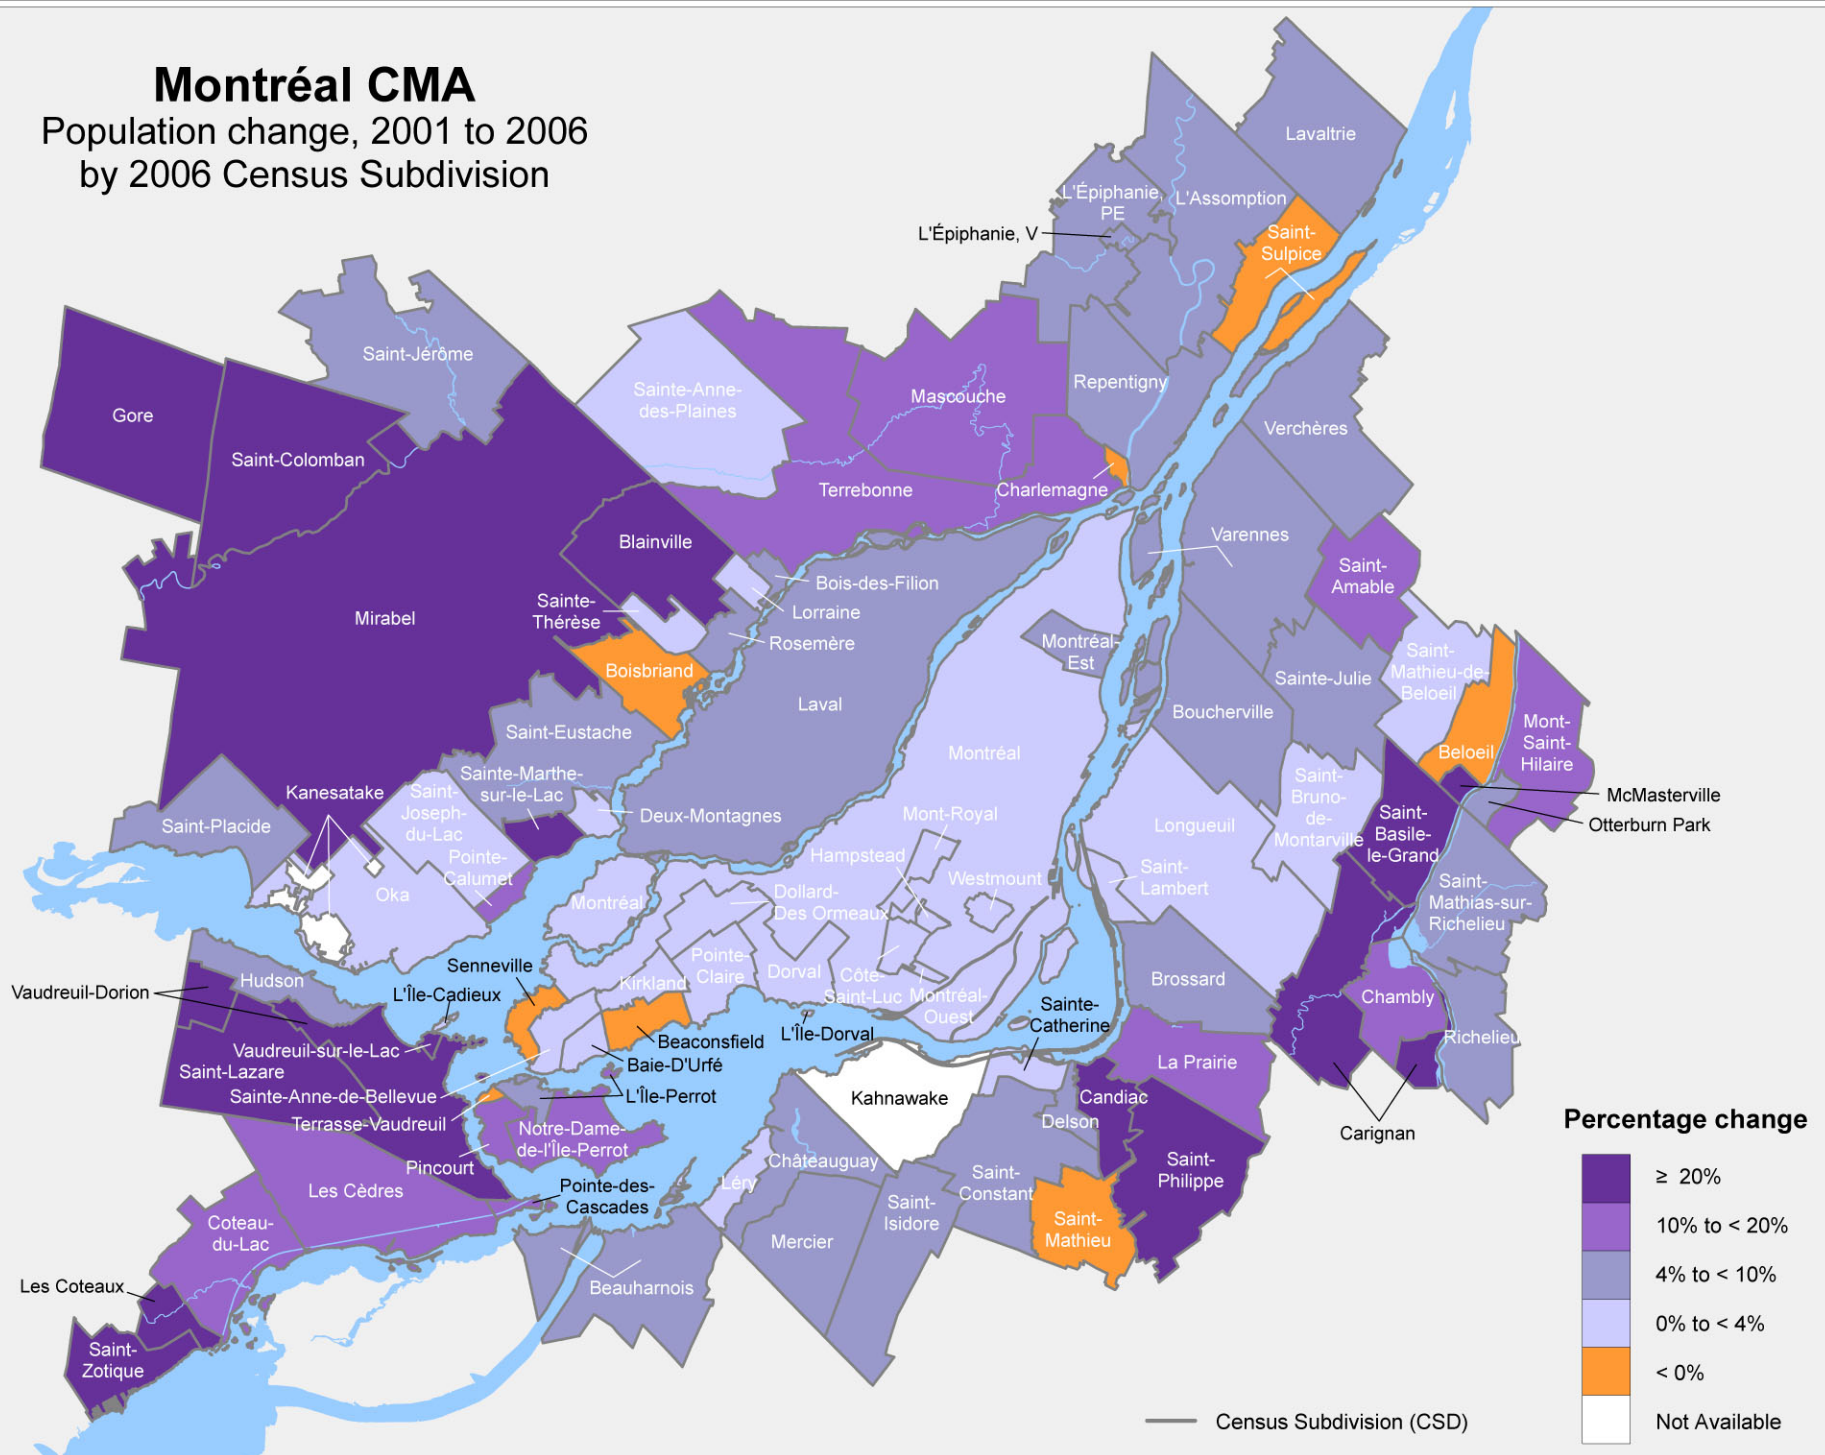 Montréal CMA
Population change, 2001 to 2006
by 2006 Census Subdivision
Lavaltrie
L'Épiphanie,
PE
L'Assomption
L'Épiphanie, V
Saint-
Sulpice
Saint-Jérôme
Gore
Saint-Colomban
Sainte-Anne-
des-Plaines
Mascouche
Repentigny
Verchères
Terrebonne
Charlemagne
Blainville
Varennes
Saint-
Amable
Bois-des-Filion
Lorraine
Rosemère
Sainte-
Thérèse
Mirabel
Boisbriand
Montréal-
Est
Saint-
Mathieu-de-
Beloeil
Sainte-Julie
Laval
Boucherville
Saint-Eustache
Montréal
Beloeil
Mont-
Saint-
Hilaire
Sainte-Marthe-
sur-le-Lac
Kanesatake
Saint-
Joseph-
du-Lac
Deux-Montagnes
Saint-Placide
Mont-Royal
Longueuil
Saint-
Bruno-
de-
Montarville
Saint-
Basile-
le-Grand
McMasterville
Otterburn Park
Pointe-
Calumet
Oka
Hampstead
Westmount
Saint-
Lambert
Montréal
Dollard-
Des Ormeaux
Saint-
Mathias-sur-
Richelieu
Senneville
Kirkland
Pointe-
Claire
Dorval
Côte-
Saint-Luc
Montréal-
Ouest
Brossard
Hudson
Vaudreuil-Dorion
L'Île-Cadieux
Sainte-
Catherine
Chambly
Richelieu
L'Île-Dorval
Beaconsfield
Baie-D'Urfé
Vaudreuil-sur-le-Lac
Saint-Lazare
La Prairie
Sainte-Anne-de-Bellevue
L'Île-Perrot
Kahnawake
Candiac
Delson
Terrasse-Vaudreuil
Notre-Dame-
de-l'Île-Perrot
Carignan
Pincourt
Châteauguay
Léry
Saint-
Constant
Saint-
Philippe
Les Cèdres
Pointe-des-
Cascades
Saint-
Isidore
Coteau-
du-Lac
Mercier
Saint-
Mathieu
Les Coteaux
Beauharnois
Saint-
Zotique
Percentage change
≥ 20%
10% to < 20%
4% to < 10%
0% to < 4%
< 0%
Not Available
Census Subdivision (CSD)